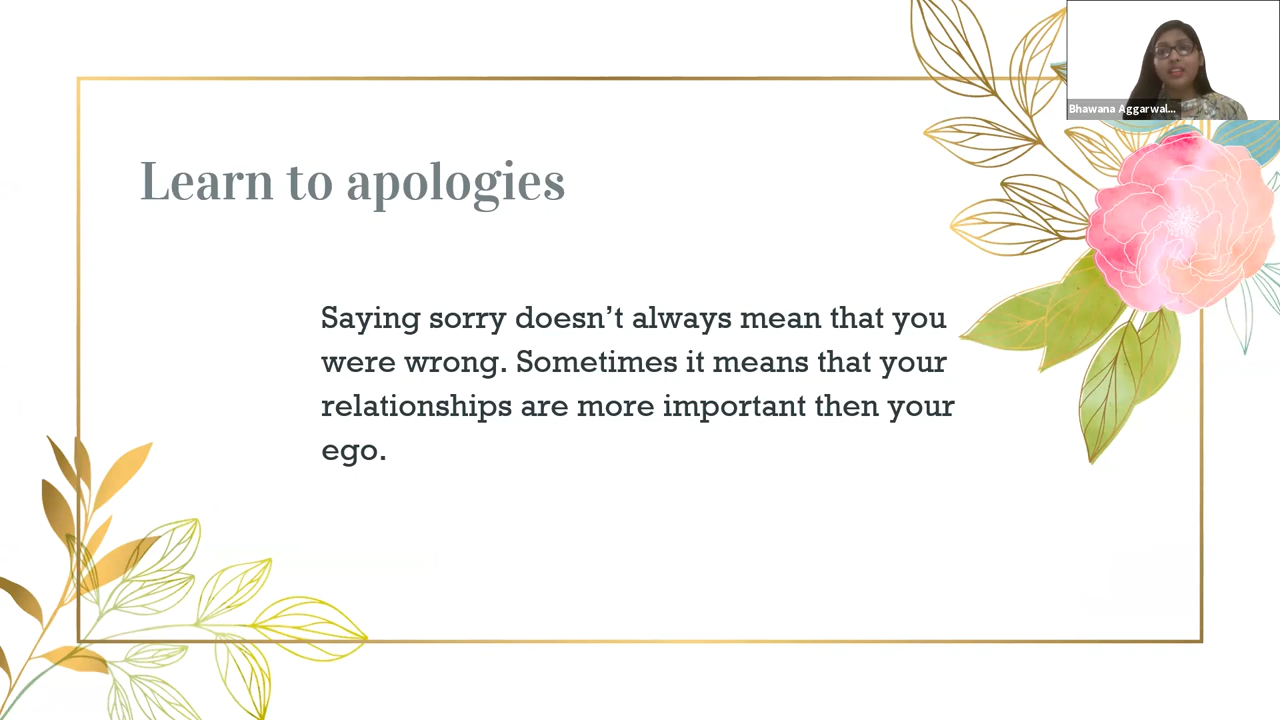 Bhawana Aggarwal...
Learn to apologies
Saying sorry doesn’t always mean that you
were wrong. Sometimes it means that your
relationships are more important then your
ego.